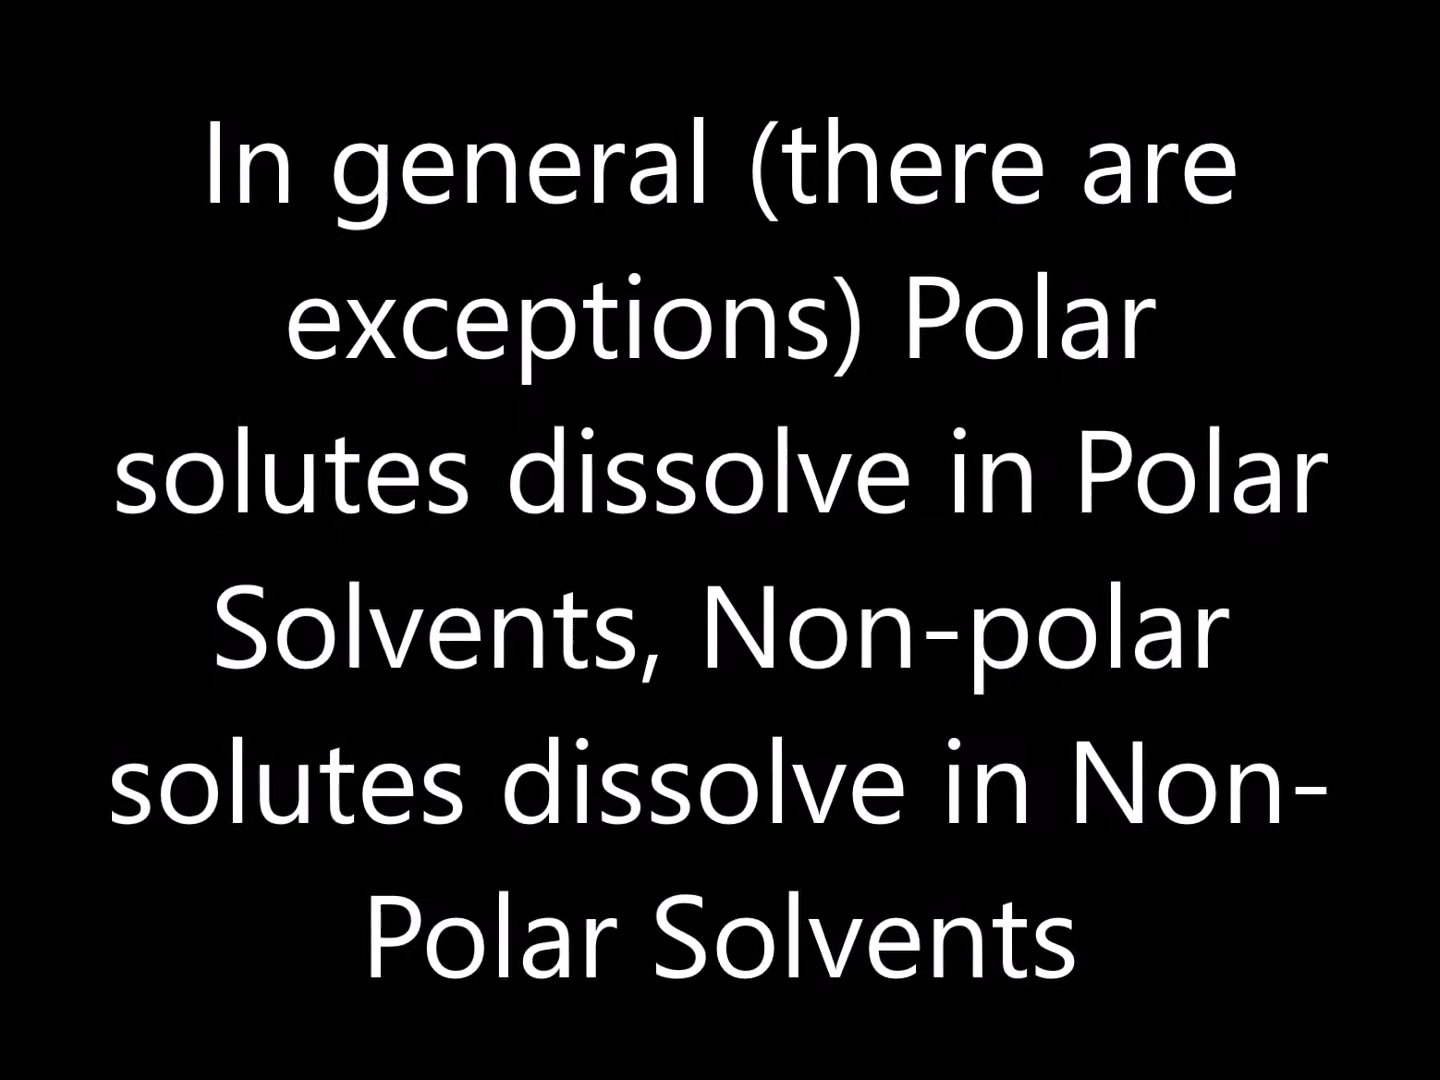 In general (there are
exceptions) Polar
solutes dissolve in Polar
Solvents, Non-polar
solutes dissolve in Non-
Polar Solvents